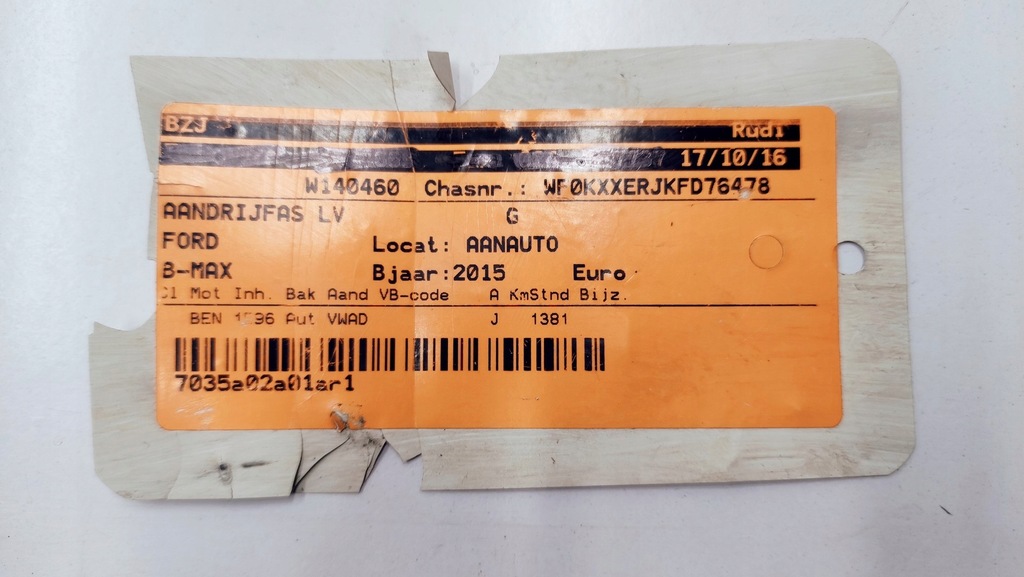 BZJ Rudi
17/10/16
W140460 Chasnr.: WF0KXXERJKFD76478
AANDRIJFAS LV G
FORD Locat: AANAUTO
B-MAX Bjaar:2015 Euro
Mot Inh. Bak Aand VB-code A KmStnd Bijz.
BEN 1596 Aut VWAD J 1381
7035a02a01ar1